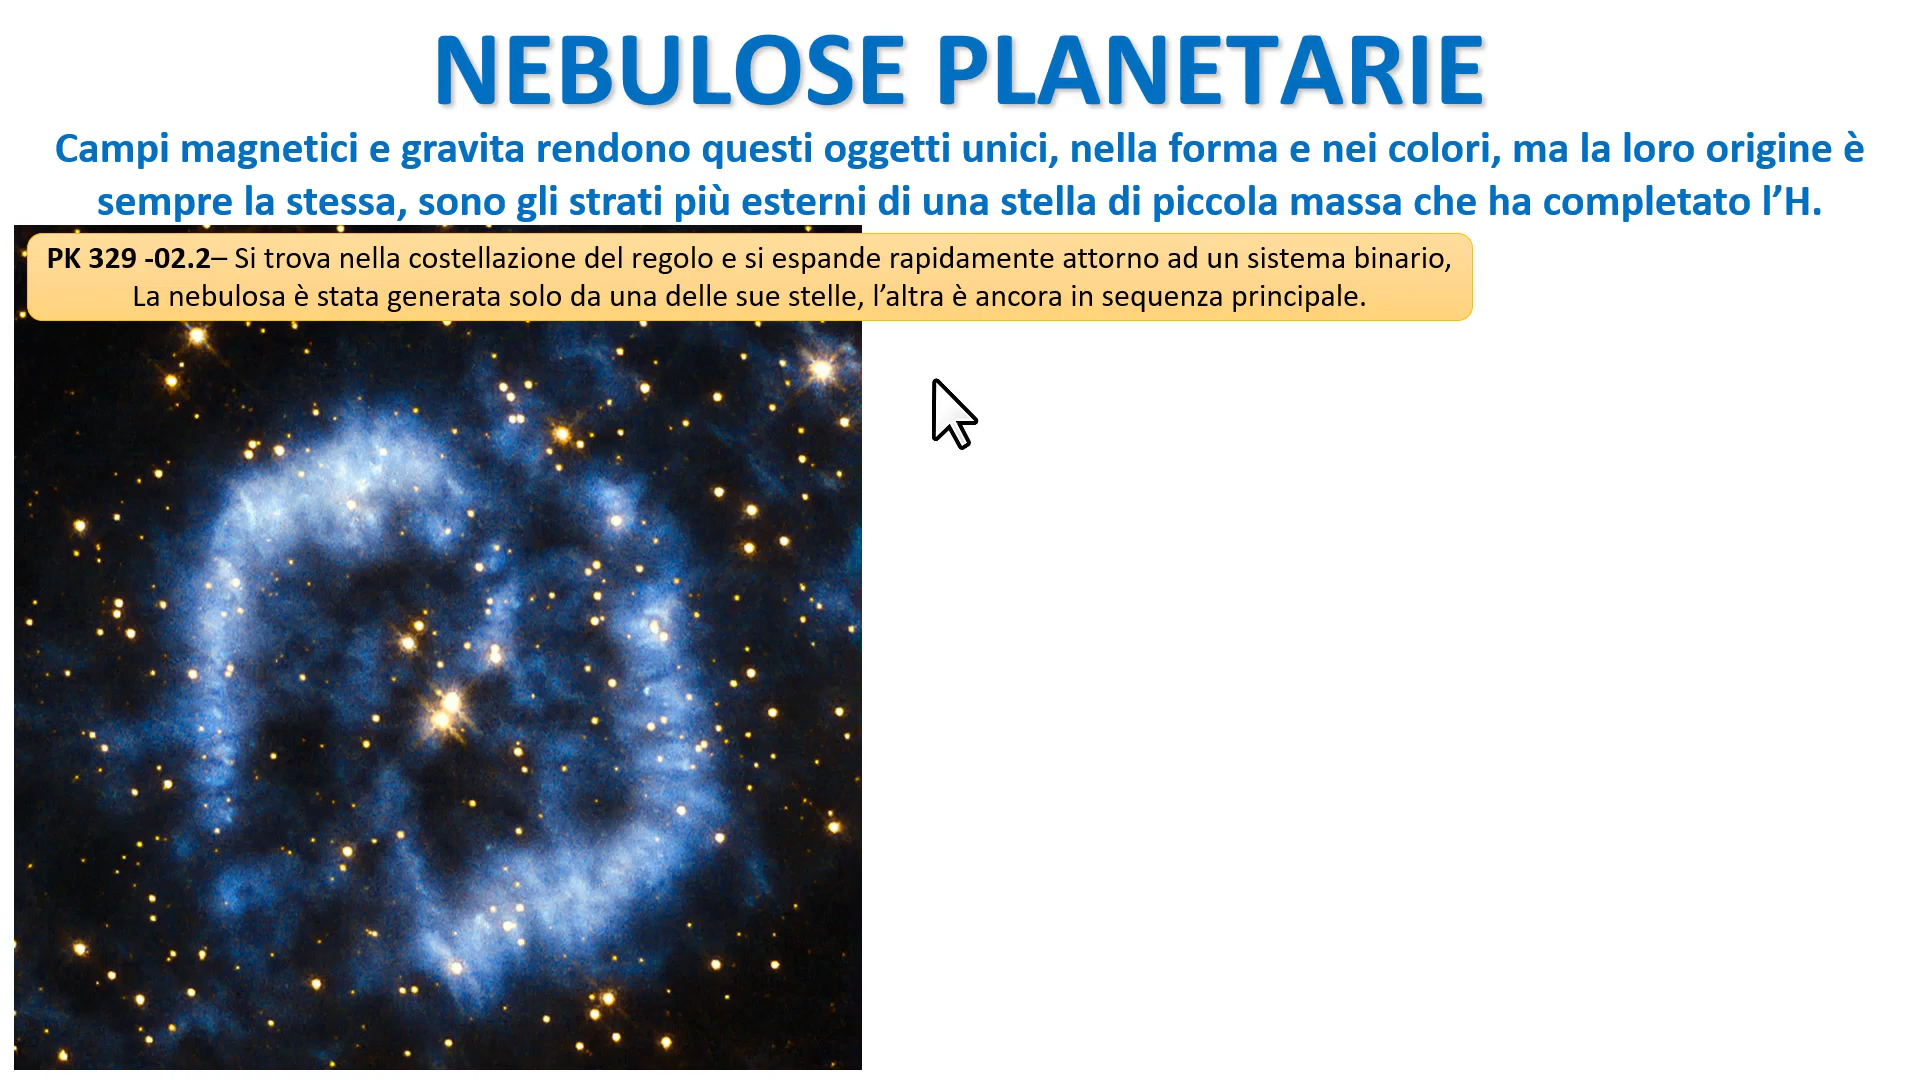 NEBULOSE PLANETARIE
Campi magnetici e gravita rendono questi oggetti unici, nella forma e nei colori, ma la loro origine è
sempre la stessa, sono gli strati più esterni di una stella di piccola massa che ha completato l’H.
PK 329 -02.2– Si trova nella costellazione del regolo e si espande rapidamente attorno ad un sistema binario,
La nebulosa è stata generata solo da una delle sue stelle, l’altra è ancora in sequenza principale.